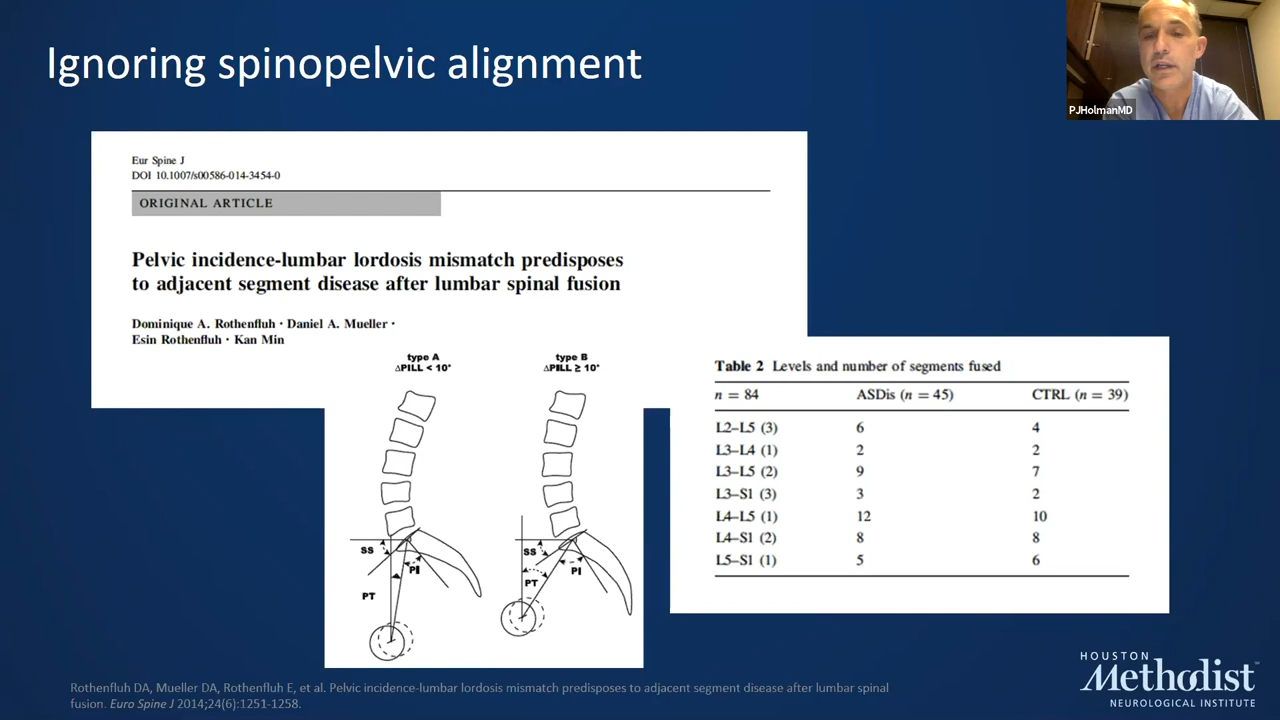 Ignoring spinopelvic alignment
PJHolmanMD
Eur Spine J
DOI 10.1007/s00586-014-3454-0
ORIGINAL ARTICLE
Pelvic incidence-lumbar lordosis mismatch predisposes
to adjacent segment disease after lumbar spinal fusion
Dominique A. Rothenfluh · Daniel A. Mueller ·
Esin Rothenfluh · Kan Min
type A
ΔPILL < 10°
type B
ΔPILL ≥ 10°
SS
PI
PT
SS
PI
PT
Table 2 Levels and number of segments fused
n = 84 ASDis (n = 45) CTRL (n = 39)
L2–L5 (3) 6 4
L3–L4 (1) 2 2
L3–L5 (2) 9 7
L3–S1 (3) 3 2
L4–L5 (1) 12 10
L4–S1 (2) 8 8
L5–S1 (1) 5 6
Rothenfluh DA, Mueller DA, Rothenfluh E, et al. Pelvic incidence-lumbar lordosis mismatch predisposes to adjacent segment disease after lumbar spinal
fusion. Euro Spine J 2014;24(6):1251-1258.
HOUSTON
Methodist
NEUROLOGICAL INSTITUTE